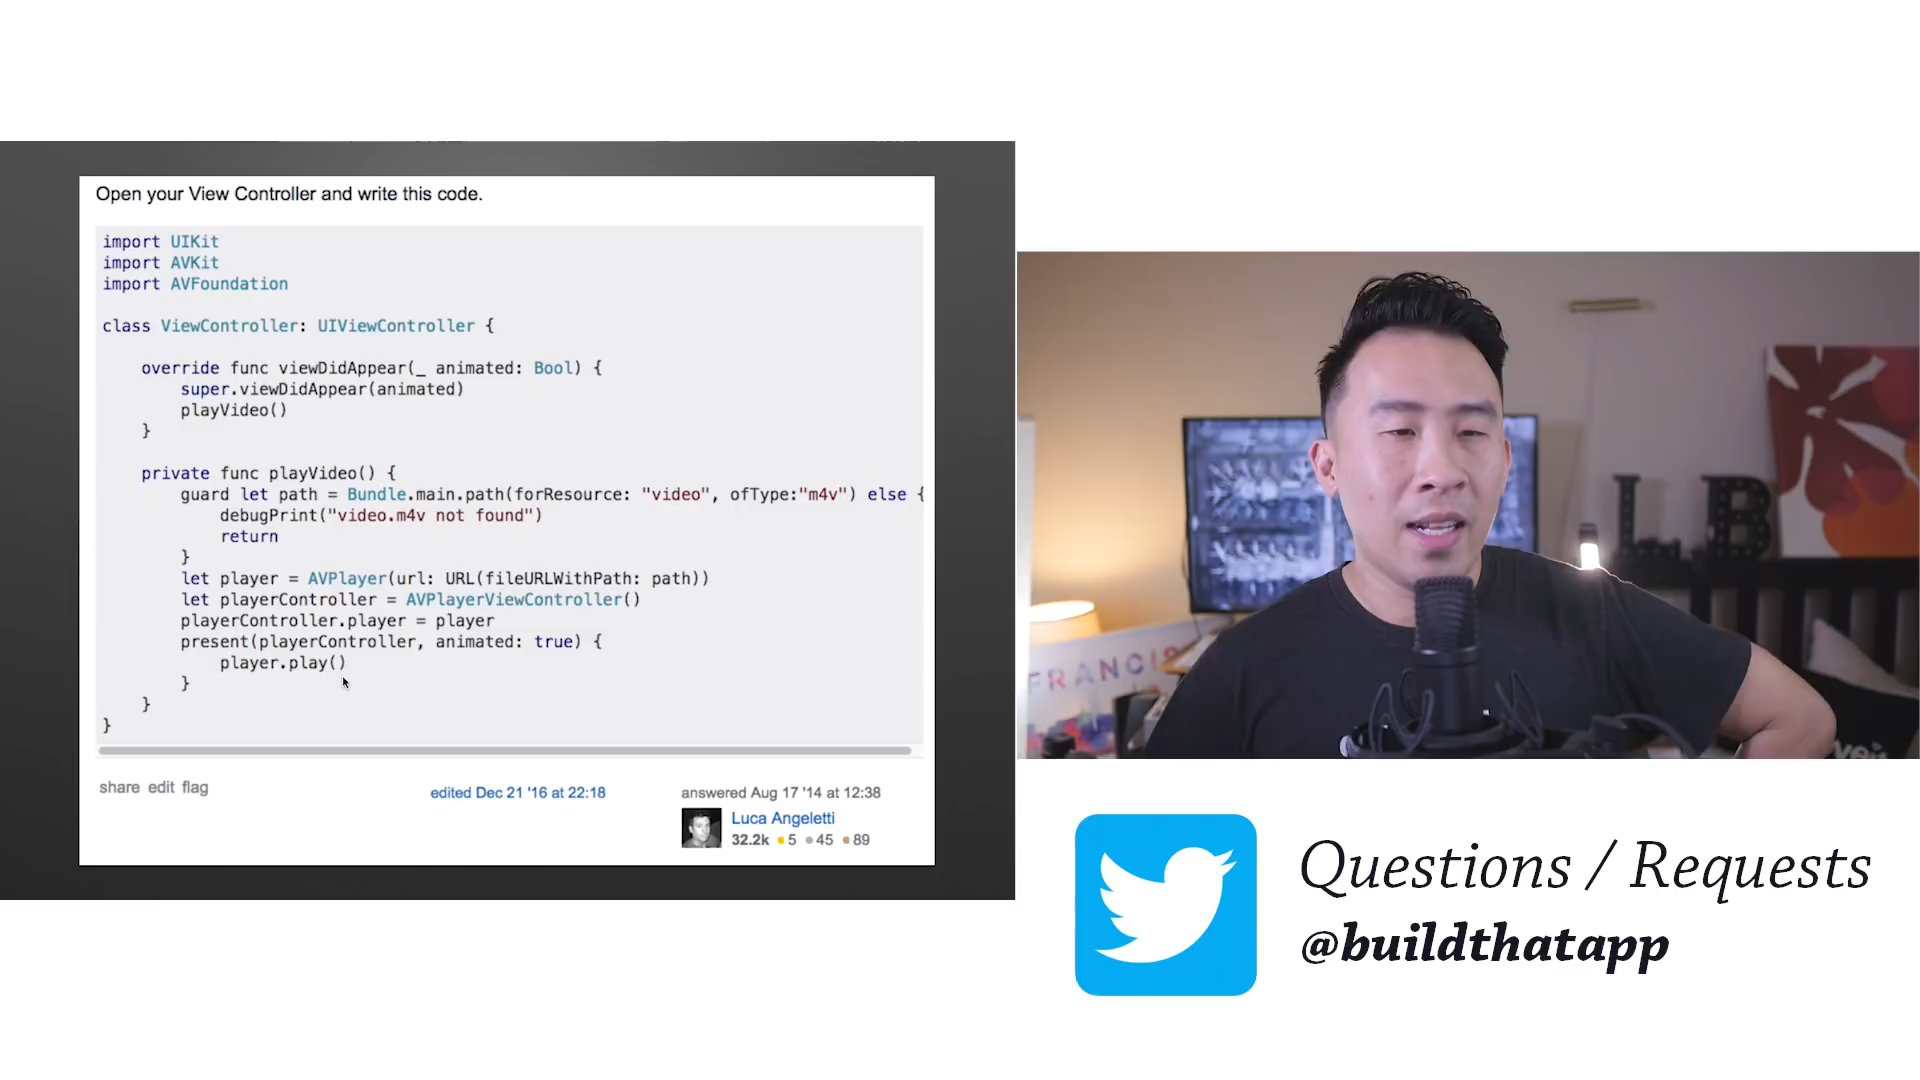 Open your View Controller and write this code.
import UIKit
import AVKit
import AVFoundation
class ViewController: UIViewController {
override func viewDidAppear(_ animated: Bool) {
super.viewDidAppear(animated)
playVideo()
}
private func playVideo() {
guard let path = Bundle.main.path(forResource: "video", ofType:"m4v") else {
debugPrint("video.m4v not found")
return
}
let player = AVPlayer(url: URL(fileURLWithPath: path))
let playerController = AVPlayerViewController()
playerController.player = player
present(playerController, animated: true) {
player.play()
}
}
}
share edit flag
edited Dec 21 '16 at 22:18
answered Aug 17 '14 at 12:38
Luca Angeletti
32.2k 5 45 89
L B
FRANCIS
Questions / Requests
@buildthatapp